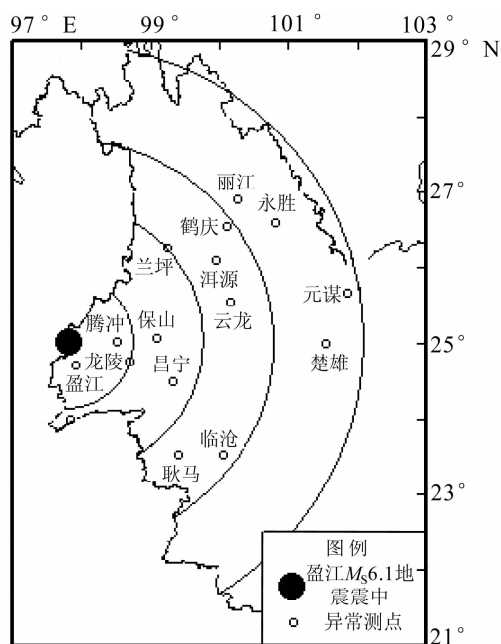 97° E 99° 101° 103°
29° N
丽江
永胜
27°
鹤庆
兰坪
洱源
元谋
云龙
腾冲
保山
25°
龙陵
昌宁
楚雄
盈江
临沧
耿马
23°
图例
盈江Ms6.1地
震震中
异常测点
21°